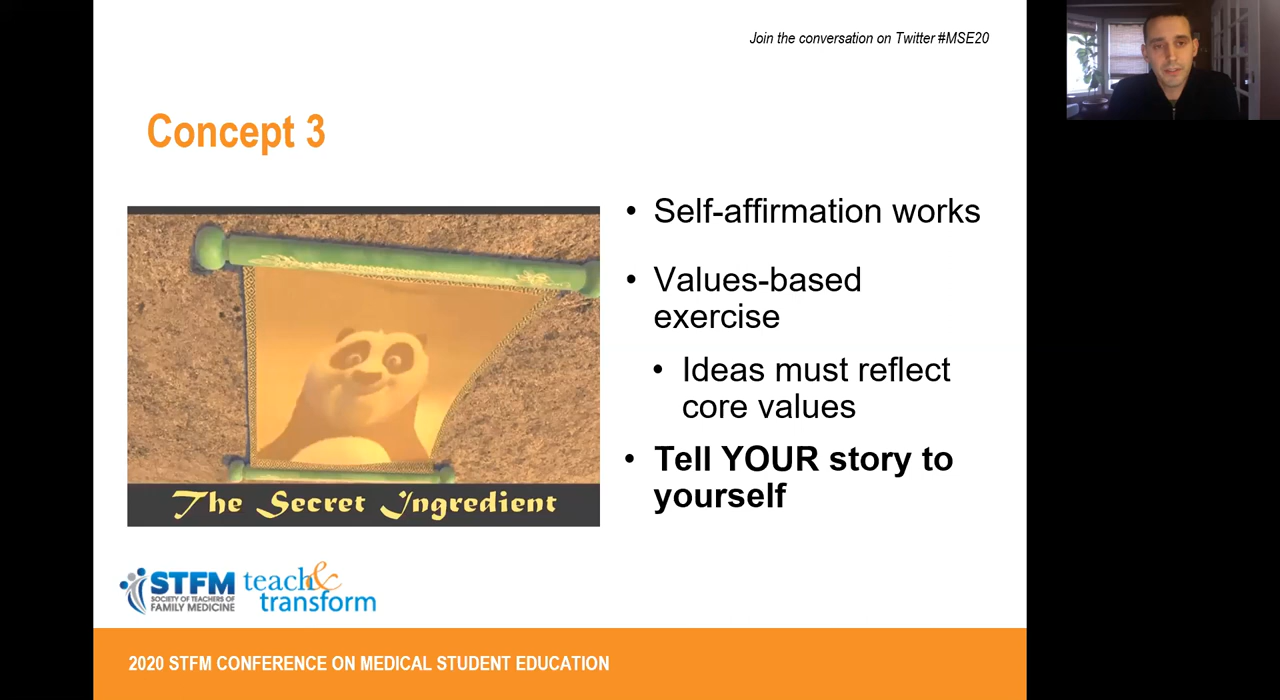 Join the conversation on Twitter #MSE20
Concept 3
• Self-affirmation works
• Values-based
exercise
• Ideas must reflect
core values
• Tell YOUR story to
yourself
The Secret Ingredient
STFM
SOCIETY OF TEACHERS OF
FAMILY MEDICINE
teach&
transform
2020 STFM CONFERENCE ON MEDICAL STUDENT EDUCATION